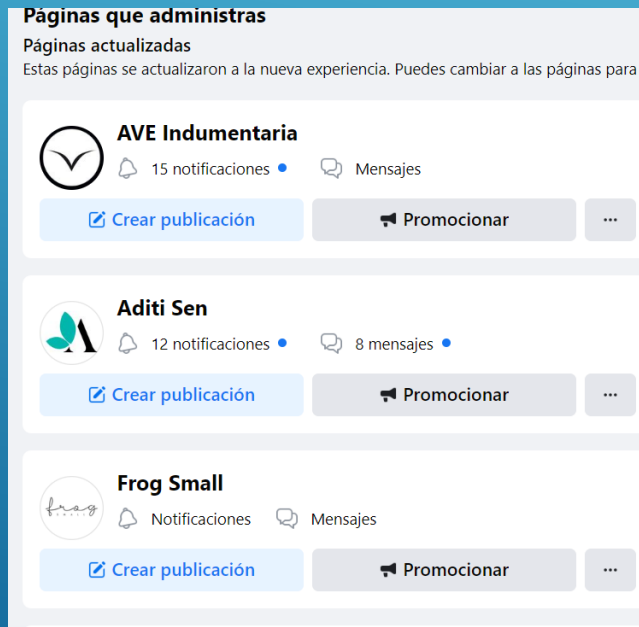 Páginas que administras
Páginas actualizadas
Estas páginas se actualizaron a la nueva experiencia. Puedes cambiar a las páginas para
AVE Indumentaria
15 notificaciones Mensajes
Crear publicación Promocionar ...
A
Aditi Sen
12 notificaciones 8 mensajes
Crear publicación Promocionar ...
frog
SMALL
Frog Small
Notificaciones Mensajes
Crear publicación Promocionar ...